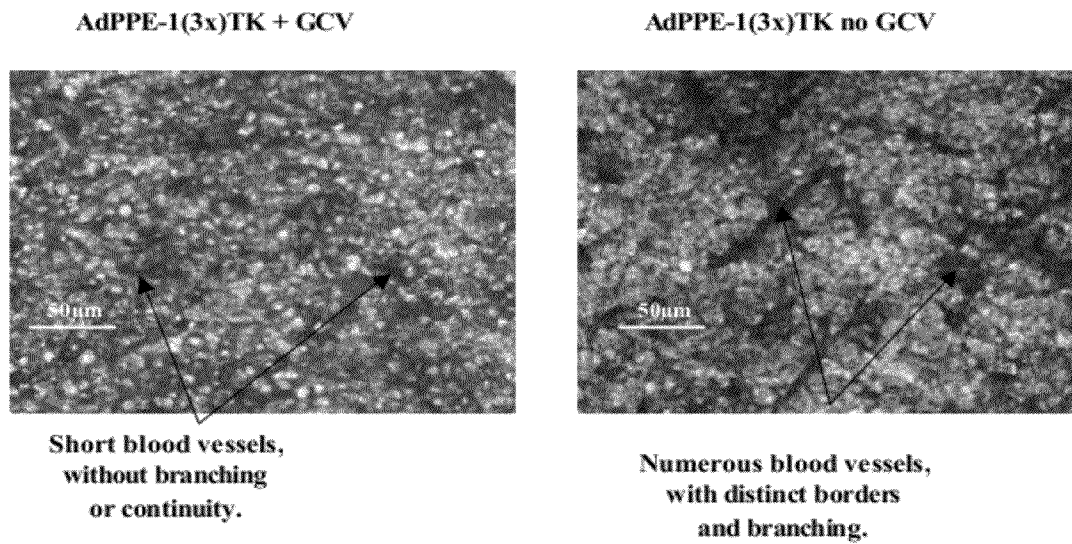 AdPPE-1(3x)TK + GCV
AdPPE-1(3x)TK no GCV
50μm
50μm
Short blood vessels,
without branching
or continuity.
Numerous blood vessels,
with distinct borders
and branching.